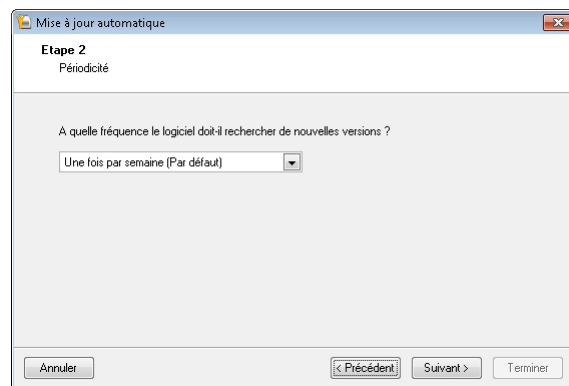 Mise à jour automatique
Etape 2
Périodicité
A quelle fréquence le logiciel doit-il rechercher de nouvelles versions ?
Une fois par semaine (Par défaut)
Annuler
< Précédent
Suivant >
Terminer